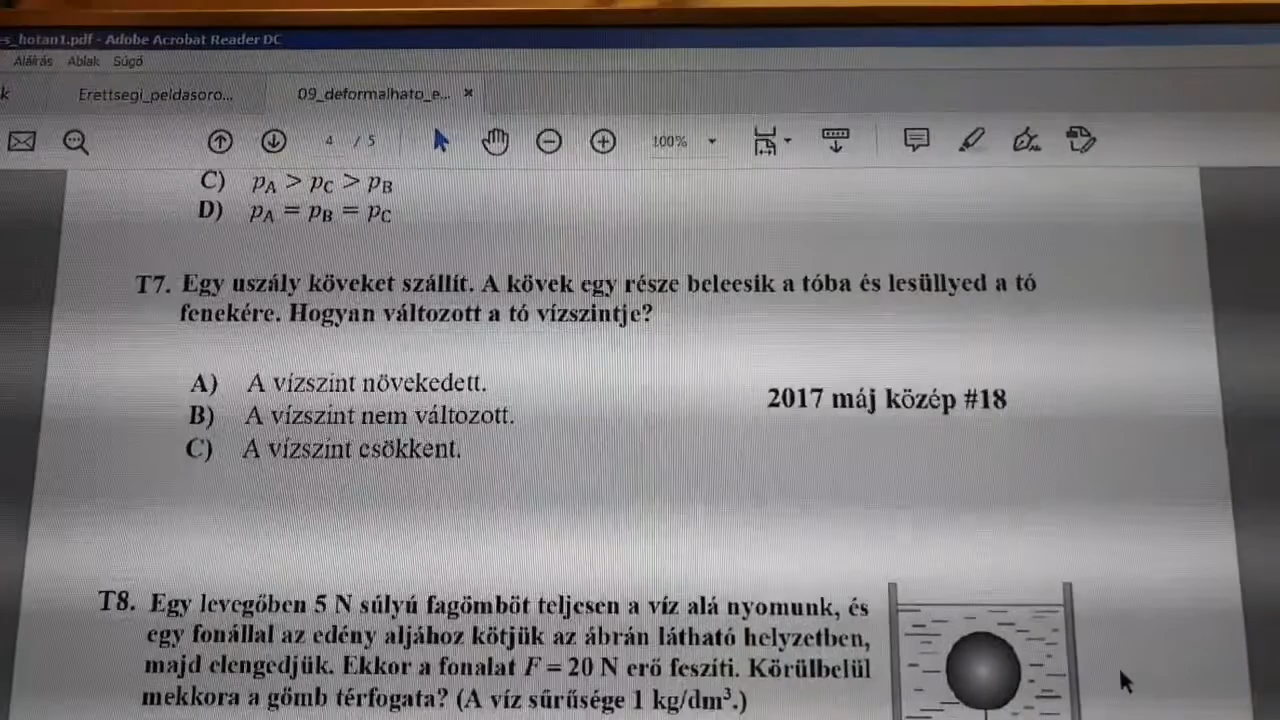 s_hotan1.pdf - Adobe Acrobat Reader DC
Aláírás Ablak Súgó
k Erettsegi_peldasoro... 09_deformalhato_e... ×
4 / 5 100%
C) pA > pC > pB
D) pA = pB = pC
T7. Egy uszály köveket szállít. A kövek egy része beleesik a tóba és lesüllyed a tó
fenekére. Hogyan változott a tó vízszintje?
A) A vízszint növekedett.
2017 máj közép #18
B) A vízszint nem változott.
C) A vízszint csökkent.
T8. Egy levegőben 5 N súlyú fagömböt teljesen a víz alá nyomunk, és
egy fonállal az edény aljához kötjük az ábrán látható helyzetben,
majd elengedjük. Ekkor a fonalat F = 20 N erő feszíti. Körülbelül
mekkora a gömb térfogata? (A víz sűrűsége 1 kg/dm³.)